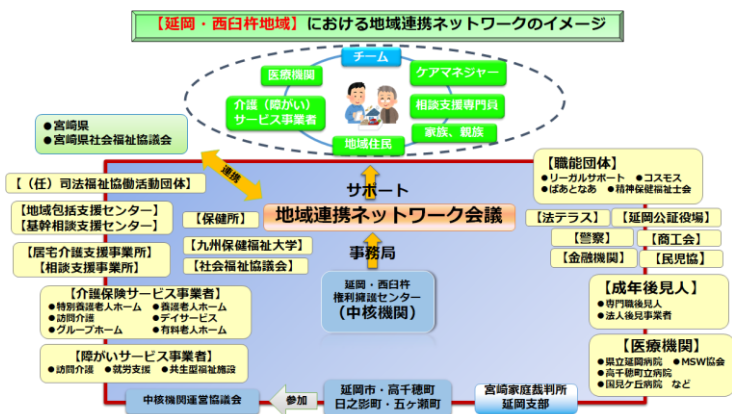 【延岡・西臼杵地域】における地域連携ネットワークのイメージ
チーム
医療機関
ケアマネジャー
介護（障がい）
サービス事業者
相談支援専門員
家族、親族
地域住民
●宮崎県
●宮崎県社会福祉協議会
連携
サポート
地域連携ネットワーク会議
事務局
延岡・西臼杵
権利擁護センター
（中核機関）
【（任）司法福祉協働活動団体】
【地域包括支援センター】
【基幹相談支援センター】
【保健所】
【九州保健福祉大学】
【社会福祉協議会】
【居宅介護支援事業所】
【相談支援事業所】
【介護保険サービス事業者】
●特別養護老人ホーム ●養護老人ホーム
●訪問介護 ●デイサービス
●グループホーム ●有料老人ホーム
【障がいサービス事業者】
●訪問介護 ●就労支援 ●共生型福祉施設
【職能団体】
●リーガルサポート ●コスモス
●ぱあとなあ ●精神保健福祉士会
【法テラス】
【延岡公証役場】
【警察】
【商工会】
【金融機関】
【民児協】
【成年後見人】
●専門職後見人
●法人後見事業者
【医療機関】
●県立延岡病院 ●MSW協会
●高千穂町立病院
●国見ケ丘病院 など
中核機関運営協議会
参加
延岡市・高千穂町
日之影町・五ヶ瀬町
宮崎家庭裁判所
延岡支部